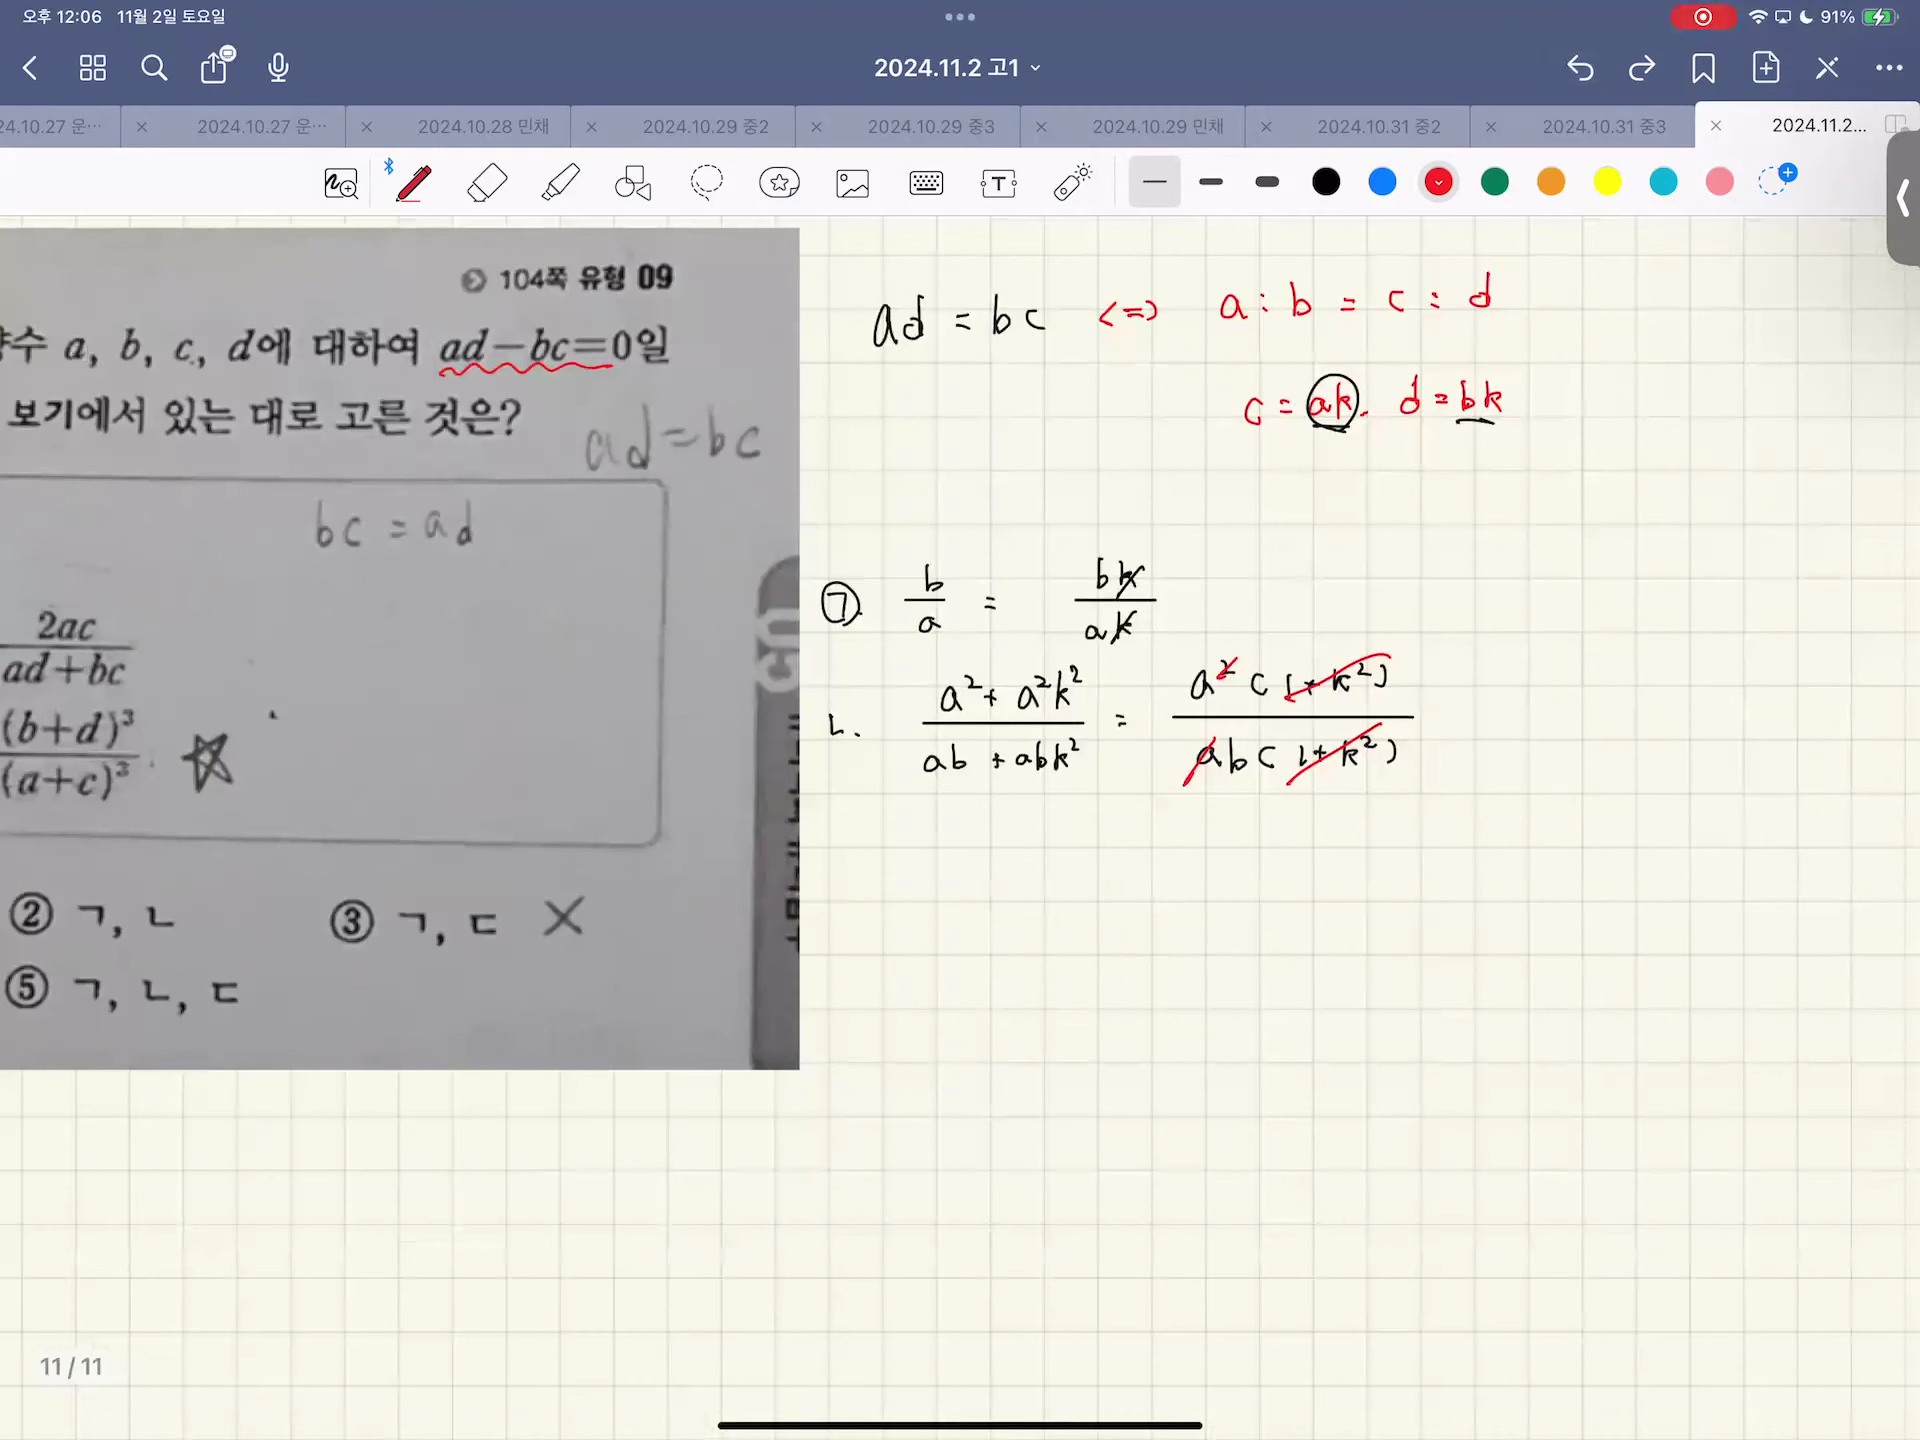 오후 12:06 11월 2일 토요일
91%
2024.11.2 고1
24.10.27 운…
2024.10.27 운…
2024.10.28 민채
2024.10.29 중2
2024.10.29 중3
2024.10.29 민채
2024.10.31 중2
2024.10.31 중3
2024.11.2...
104쪽 유형 09
수 a, b, c, d에 대하여 ad-bc=0일
보기에서 있는 대로 고른 것은?
ad=bc
bc = ad
2ac/(ad+bc)
(b+d)³/(a+c)³
② ㄱ, ㄴ ③ ㄱ, ㄷ ×
⑤ ㄱ, ㄴ, ㄷ
ad = bc <=> a : b = c : d
c = ak. d = bk
㉠. b/a = bk/ak
ㄴ. (a²+ a²k²)/(ab + abk²) = a²c(1+k²)/abc(1+k²)
11 / 11